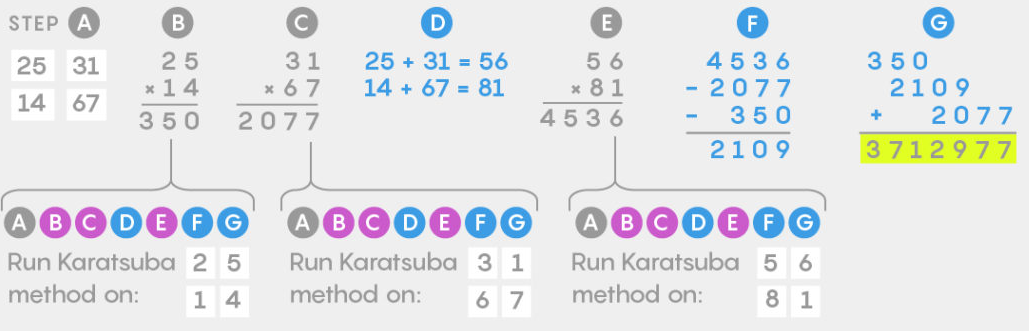 STEP A B C D E F G
25 31
14 67
25
× 14
350
31
× 67
2077
25 + 31 = 56
14 + 67 = 81
56
× 81
4536
4536
- 2077
- 350
2109
350
2109
+ 2077
3712977
A B C D E F G
Run Karatsuba 2 5
method on: 1 4
A B C D E F G
Run Karatsuba 3 1
method on: 6 7
A B C D E F G
Run Karatsuba 5 6
method on: 8 1